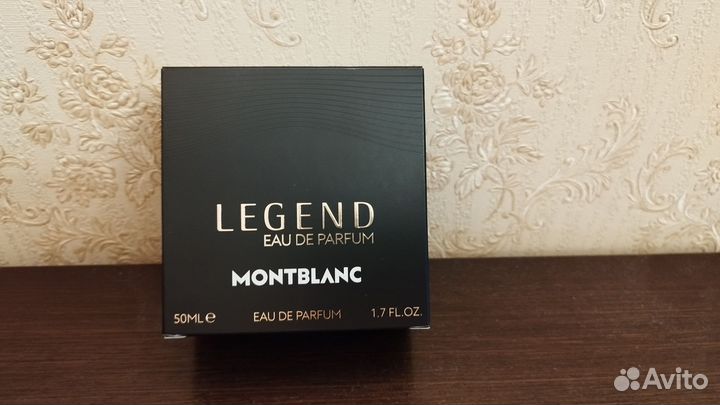 LEGEND
EAU DE PARFUM
MONTBLANC
50ML e EAU DE PARFUM 1.7 FL.OZ.
Avito